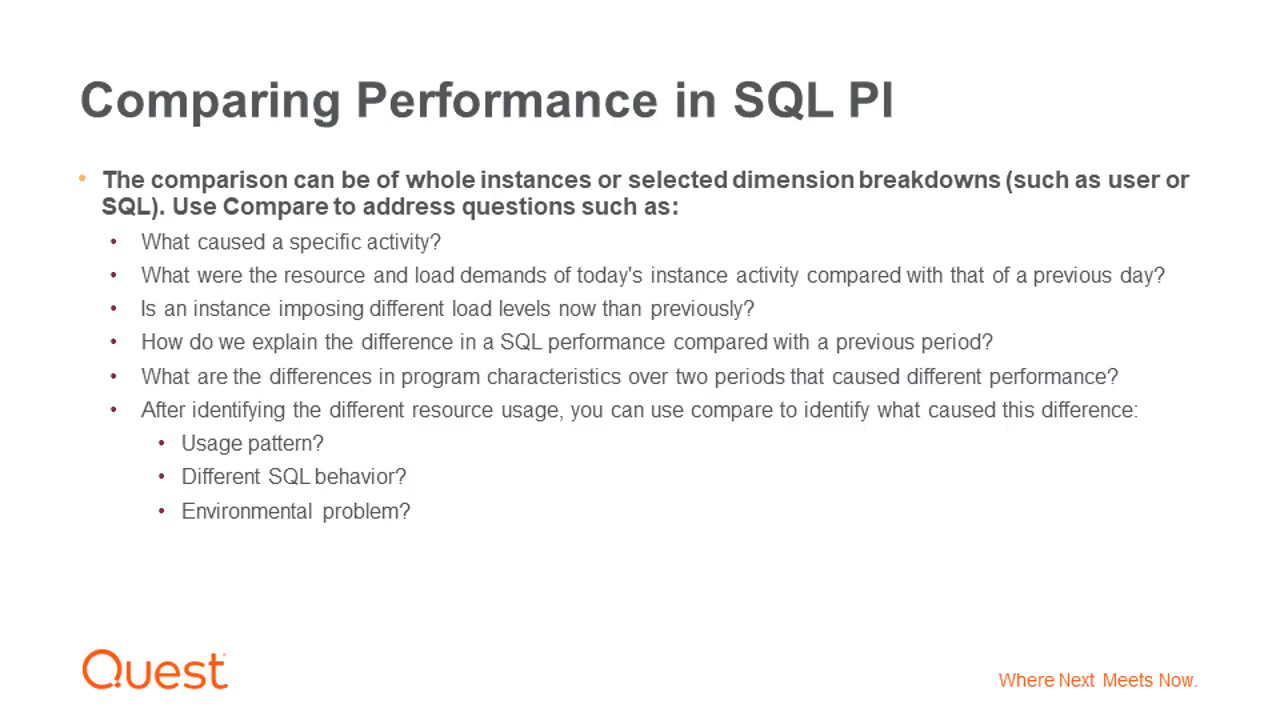 Comparing Performance in SQL PI
• The comparison can be of whole instances or selected dimension breakdowns (such as user or
SQL). Use Compare to address questions such as:
• What caused a specific activity?
• What were the resource and load demands of today's instance activity compared with that of a previous day?
• Is an instance imposing different load levels now than previously?
• How do we explain the difference in a SQL performance compared with a previous period?
• What are the differences in program characteristics over two periods that caused different performance?
• After identifying the different resource usage, you can use compare to identify what caused this difference:
• Usage pattern?
• Different SQL behavior?
• Environmental problem?
Quest
Where Next Meets Now.